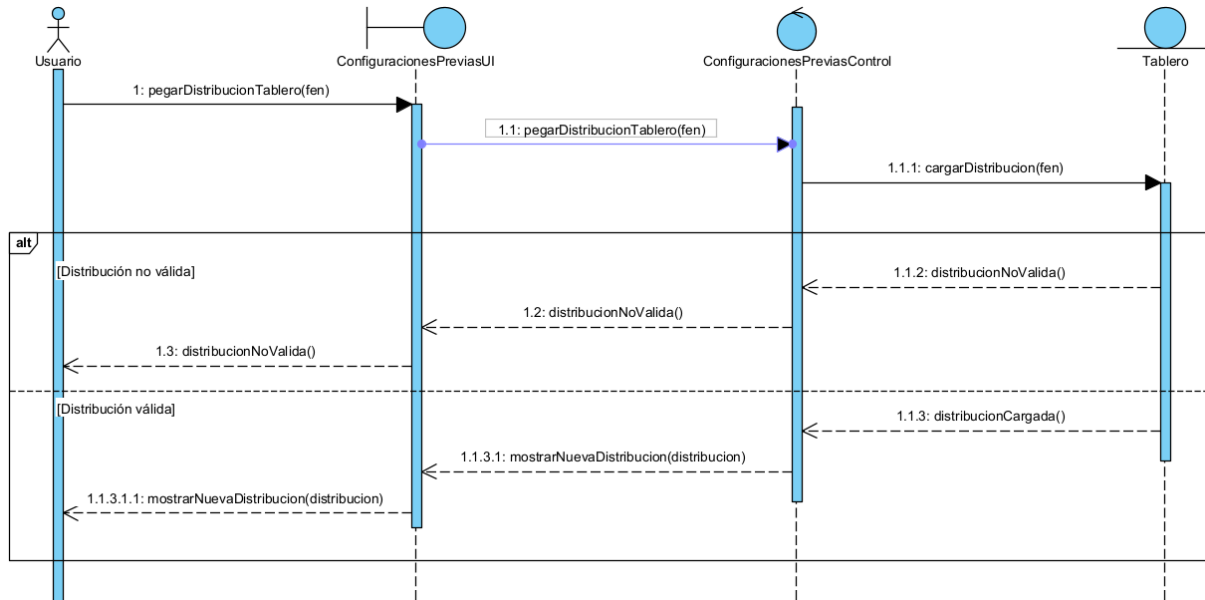 Usuario
ConfiguracionesPreviasUI
ConfiguracionesPreviasControl
Tablero
1: pegarDistribucionTablero(fen)
1.1: pegarDistribucionTablero(fen)
1.1.1: cargarDistribucion(fen)
alt
[Distribución no válida]
1.1.2: distribucionNoValida()
1.2: distribucionNoValida()
1.3: distribucionNoValida()
[Distribución válida]
1.1.3: distribucionCargada()
1.1.3.1: mostrarNuevaDistribucion(distribucion)
1.1.3.1.1: mostrarNuevaDistribucion(distribucion)